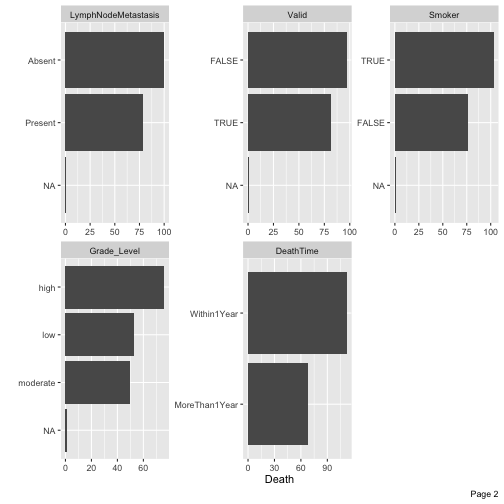 LymphNodeMetastasis
Absent
Present
NA
0 25 50 75 100
Valid
FALSE
TRUE
NA
0 25 50 75 100
Smoker
TRUE
FALSE
NA
0 25 50 75 100
Grade_Level
high
low
moderate
NA
0 20 40 60
DeathTime
Within1Year
MoreThan1Year
0 30 60 90
Death
Page 2